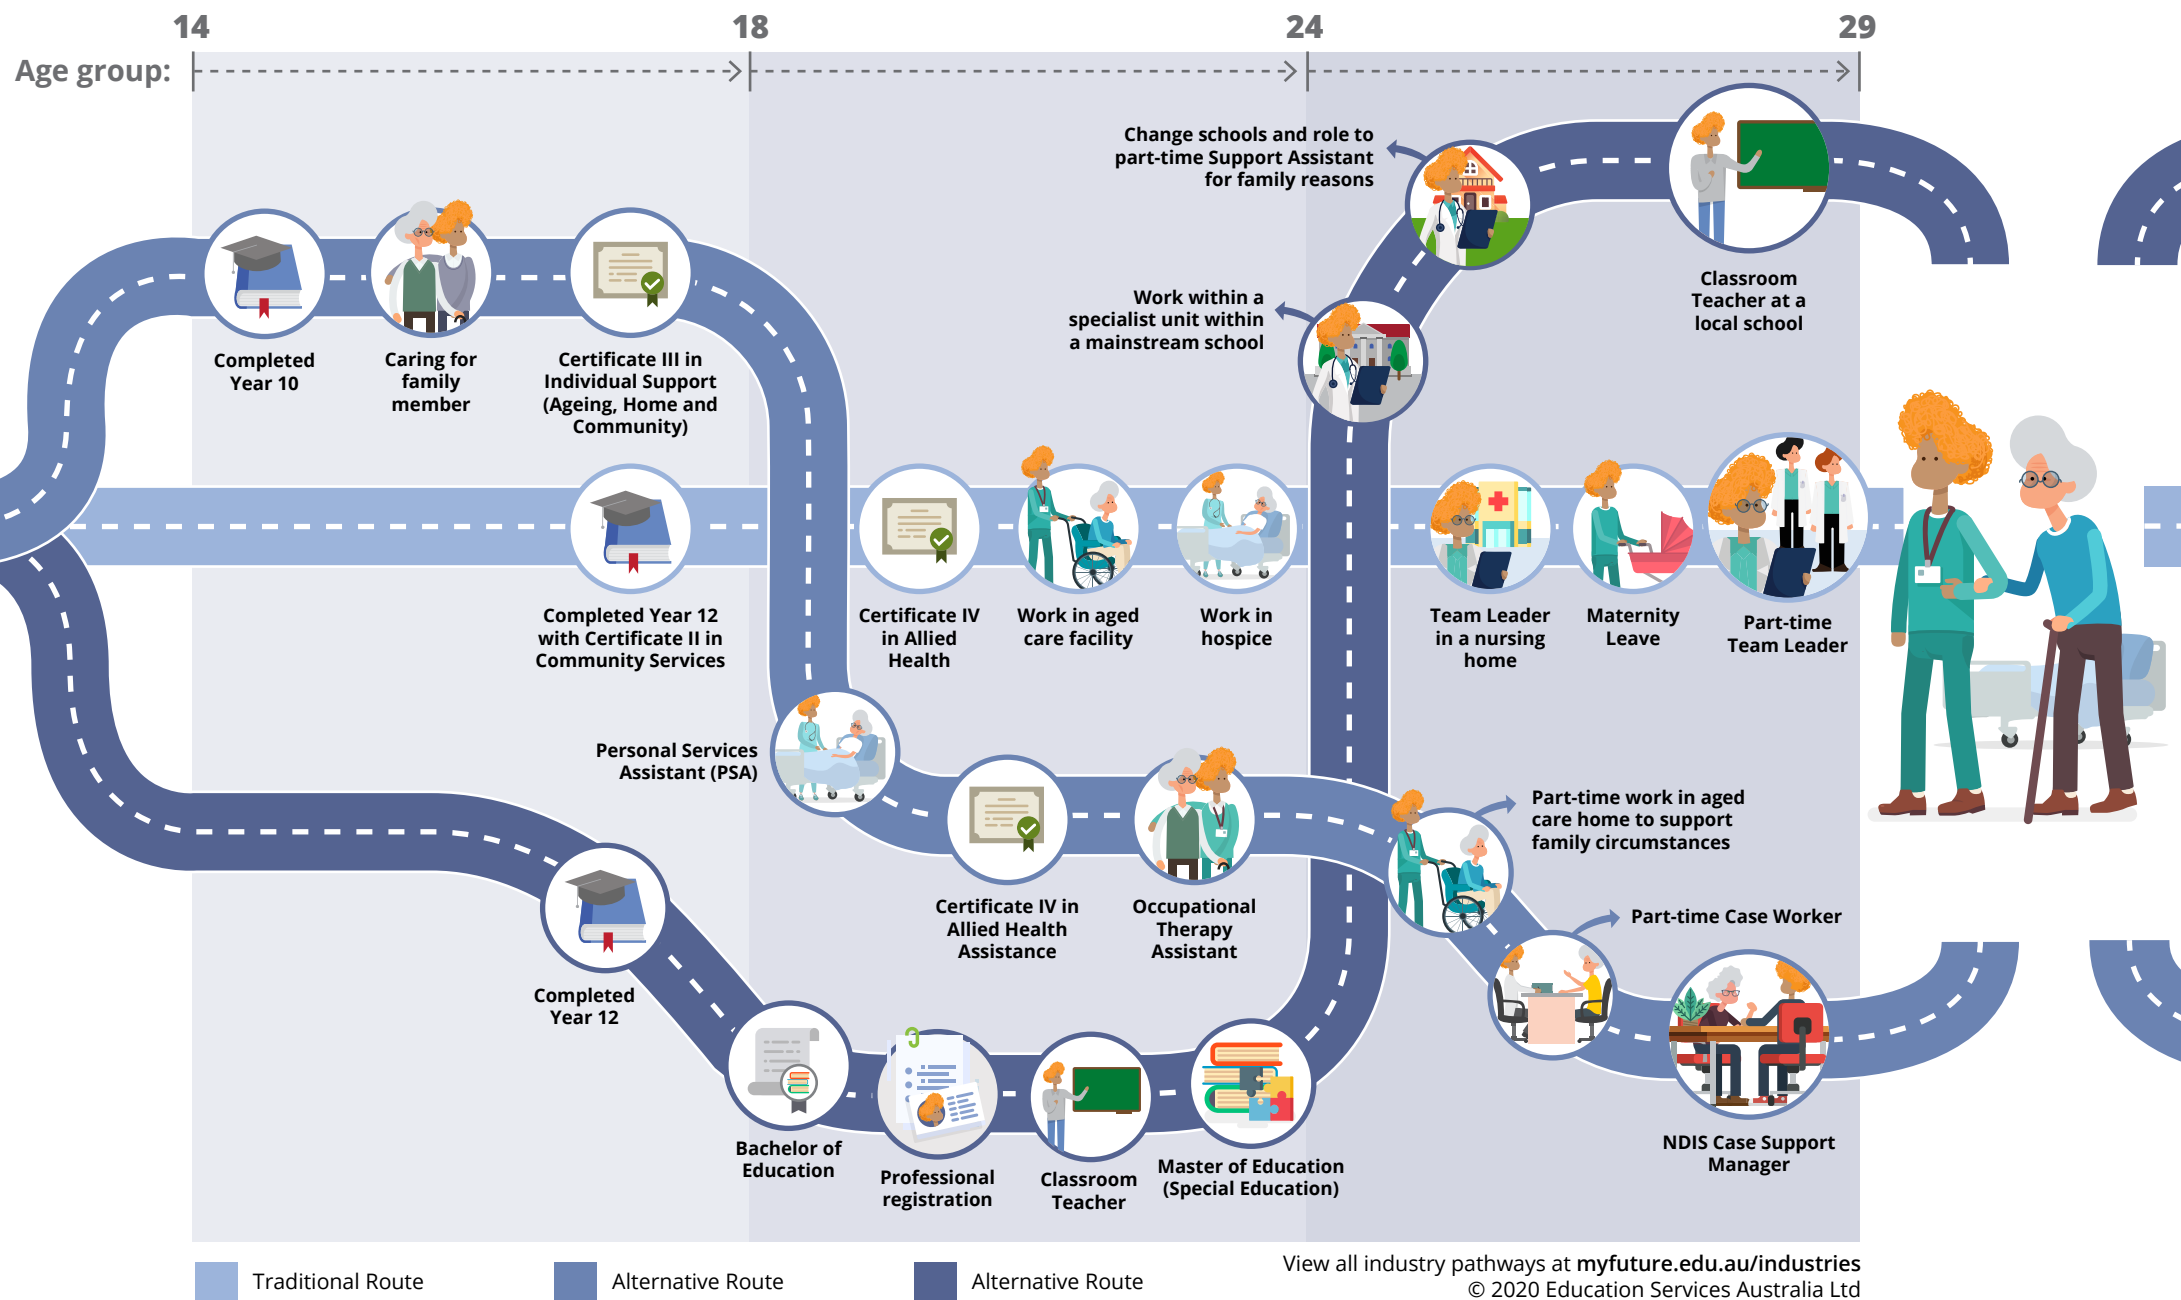 14
18
24
29
Age group:
Change schools and role to
part-time Support Assistant
for family reasons
Work within a
specialist unit within
a mainstream school
Classroom
Teacher at a
local school
Completed
Year 10
Caring for
family
member
Certificate III in
Individual Support
(Ageing, Home and
Community)
Completed Year 12
with Certificate II in
Community Services
Certificate IV
in Allied
Health
Work in aged
care facility
Work in
hospice
Team Leader
in a nursing
home
Maternity
Leave
Part-time
Team Leader
Personal Services
Assistant (PSA)
Certificate IV in
Allied Health
Assistance
Occupational
Therapy
Assistant
Part-time work in aged
care home to support
family circumstances
Part-time Case Worker
NDIS Case Support
Manager
Completed
Year 12
Bachelor of
Education
Professional
registration
Classroom
Teacher
Master of Education
(Special Education)
Traditional Route
Alternative Route
Alternative Route
View all industry pathways at myfuture.edu.au/industries
© 2020 Education Services Australia Ltd